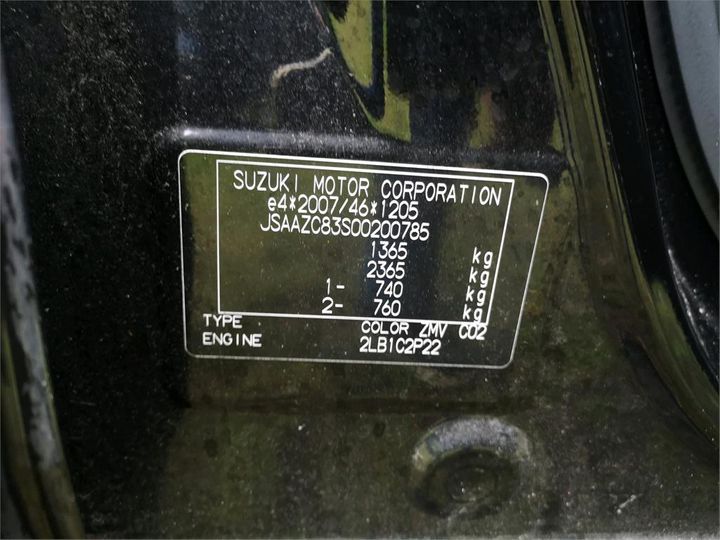 SUZUKI MOTOR CORPORATION
e4*2007/46*1205
JSAAZC83S00200785
1365 kg
2365 kg
1- 740 kg
2- 760 kg
TYPE COLOR ZMV C02
ENGINE 2LB1C2P22